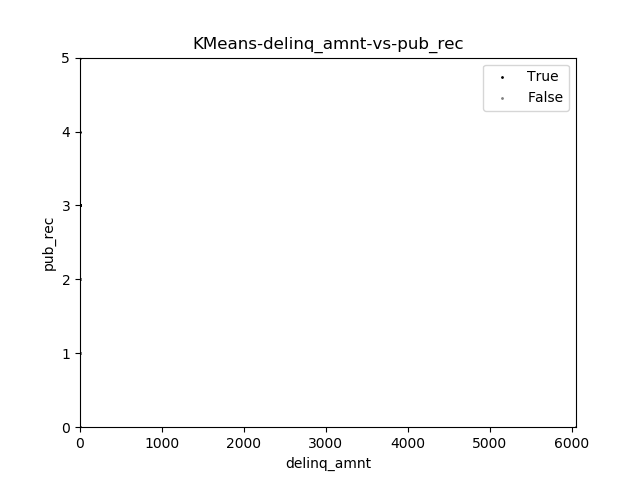 KMeans-delinq_amnt-vs-pub_rec
True
False
5
4
3
2
1
0
pub_rec
0 1000 2000 3000 4000 5000 6000
delinq_amnt